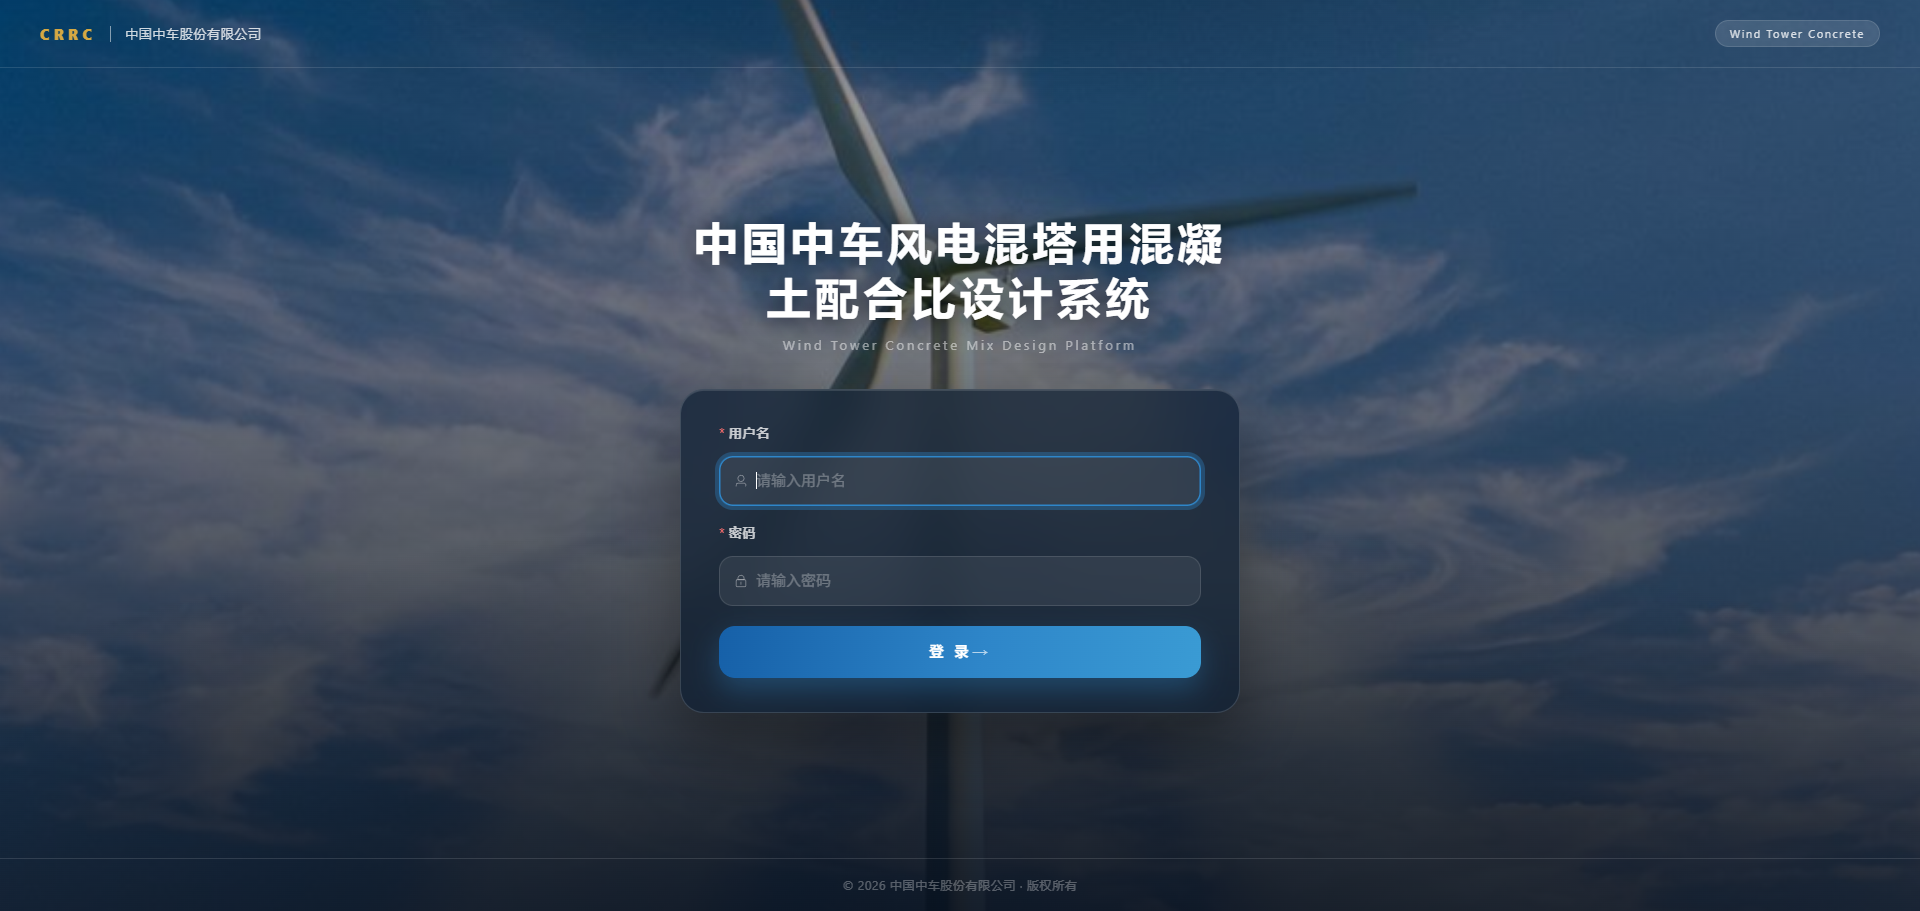 CRRC
中国中车股份有限公司
Wind Tower Concrete
中国中车风电混塔用混凝
土配合比设计系统
Wind Tower Concrete Mix Design Platform
* 用户名
请输入用户名
* 密码
请输入密码
登 录→
© 2026 中国中车股份有限公司 · 版权所有